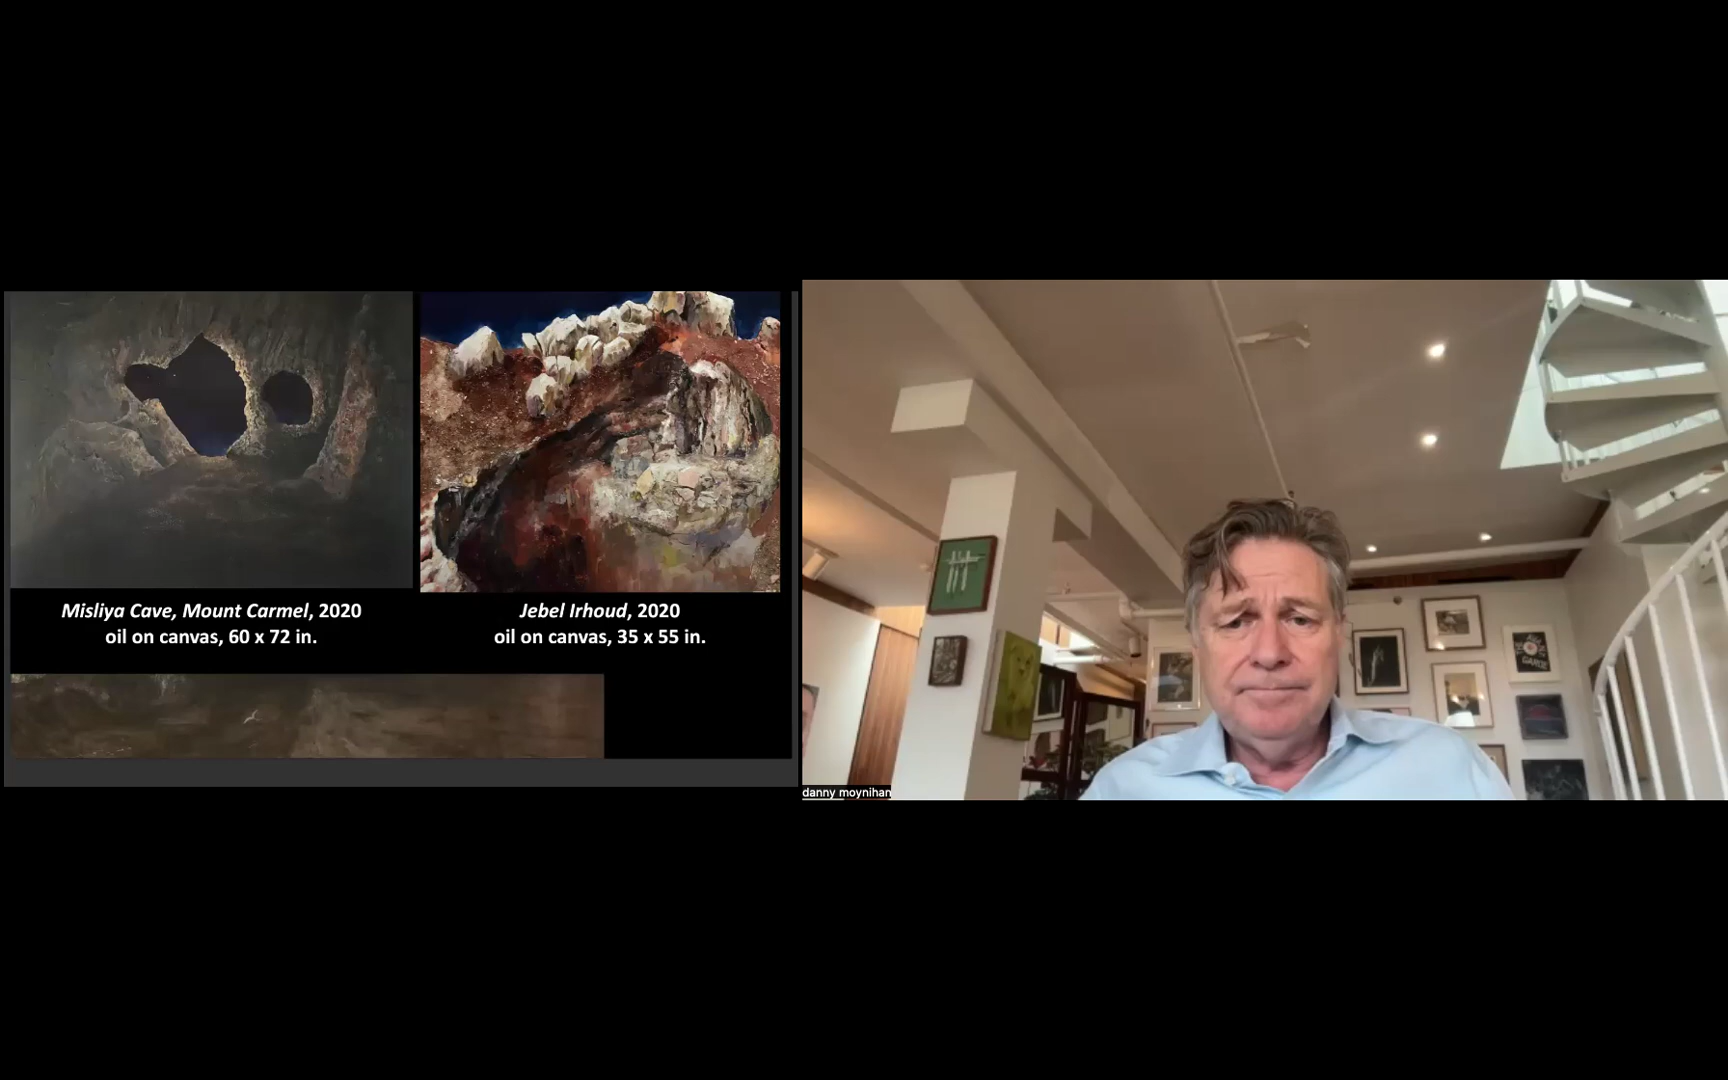 Misliya Cave, Mount Carmel, 2020
oil on canvas, 60 x 72 in.
Jebel Irhoud, 2020
oil on canvas, 35 x 55 in.
danny moynihan